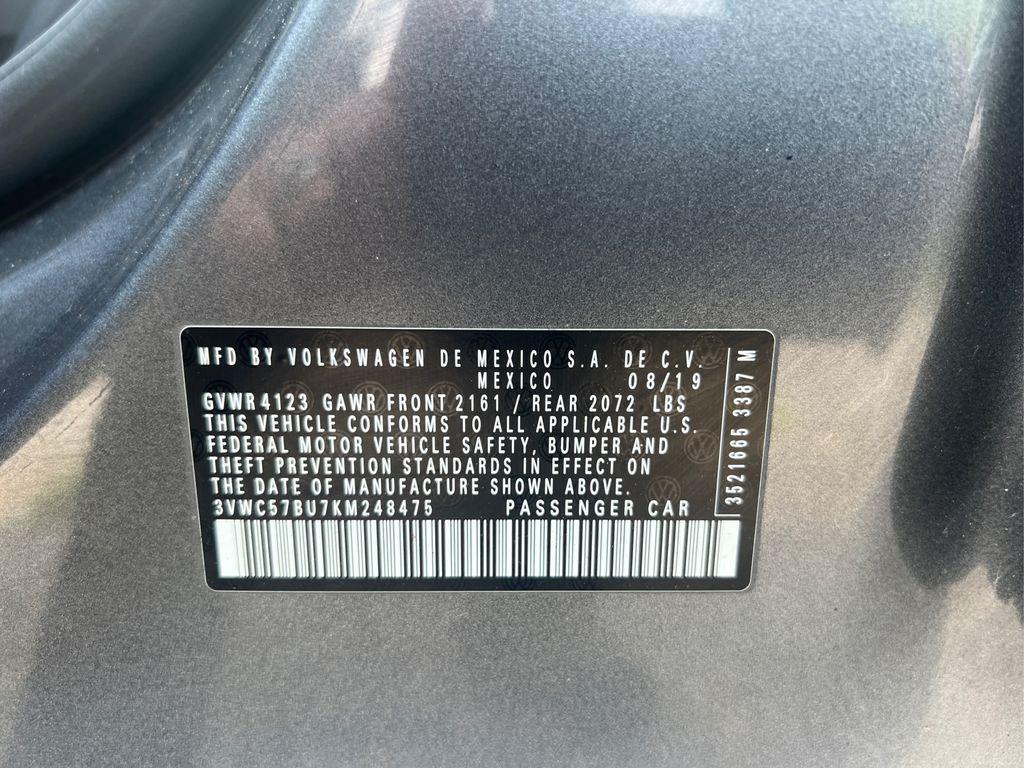 MFD BY VOLKSWAGEN DE MEXICO S.A. DE C.V.
MEXICO 08/19
GVWR 4123 GAWR FRONT 2161 / REAR 2072 LBS
THIS VEHICLE CONFORMS TO ALL APPLICABLE U.S.
FEDERAL MOTOR VEHICLE SAFETY, BUMPER AND
THEFT PREVENTION STANDARDS IN EFFECT ON
THE DATE OF MANUFACTURE SHOWN ABOVE.
3VWC57BU7KM248475 PASSENGER CAR
3521665 3387 M